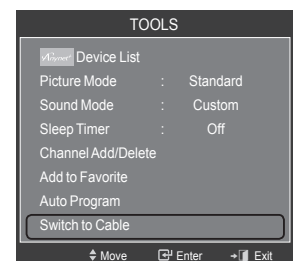 TOOLS
Device List
Picture Mode : Standard
Sound Mode : Custom
Sleep Timer : Off
Channel Add/Delete
Add to Favorite
Auto Program
Switch to Cable
Move Enter Exit